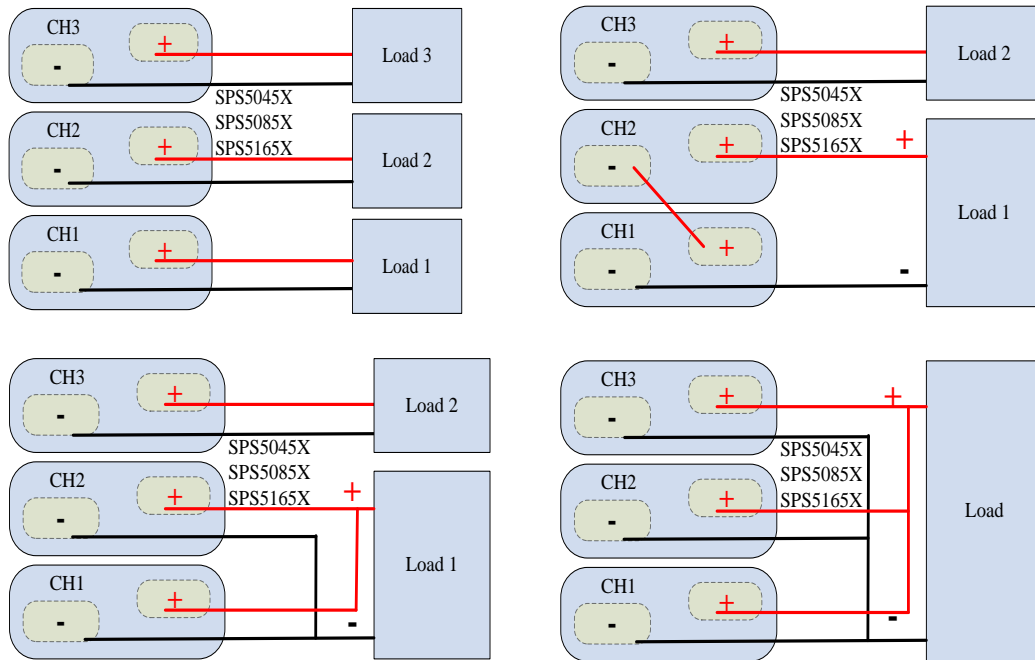 CH3
+
-
Load 3
SPS5045X
SPS5085X
SPS5165X
CH2
+
-
Load 2
CH1
+
-
Load 1
CH3
+
-
Load 2
SPS5045X
SPS5085X
SPS5165X
CH2
+
-
+
CH1
+
-
-
Load 1
CH3
+
-
Load 2
SPS5045X
SPS5085X
SPS5165X
CH2
+
-
+
CH1
+
-
-
Load 1
CH3
+
-
+
SPS5045X
SPS5085X
SPS5165X
CH2
+
-
Load
CH1
+
-
-